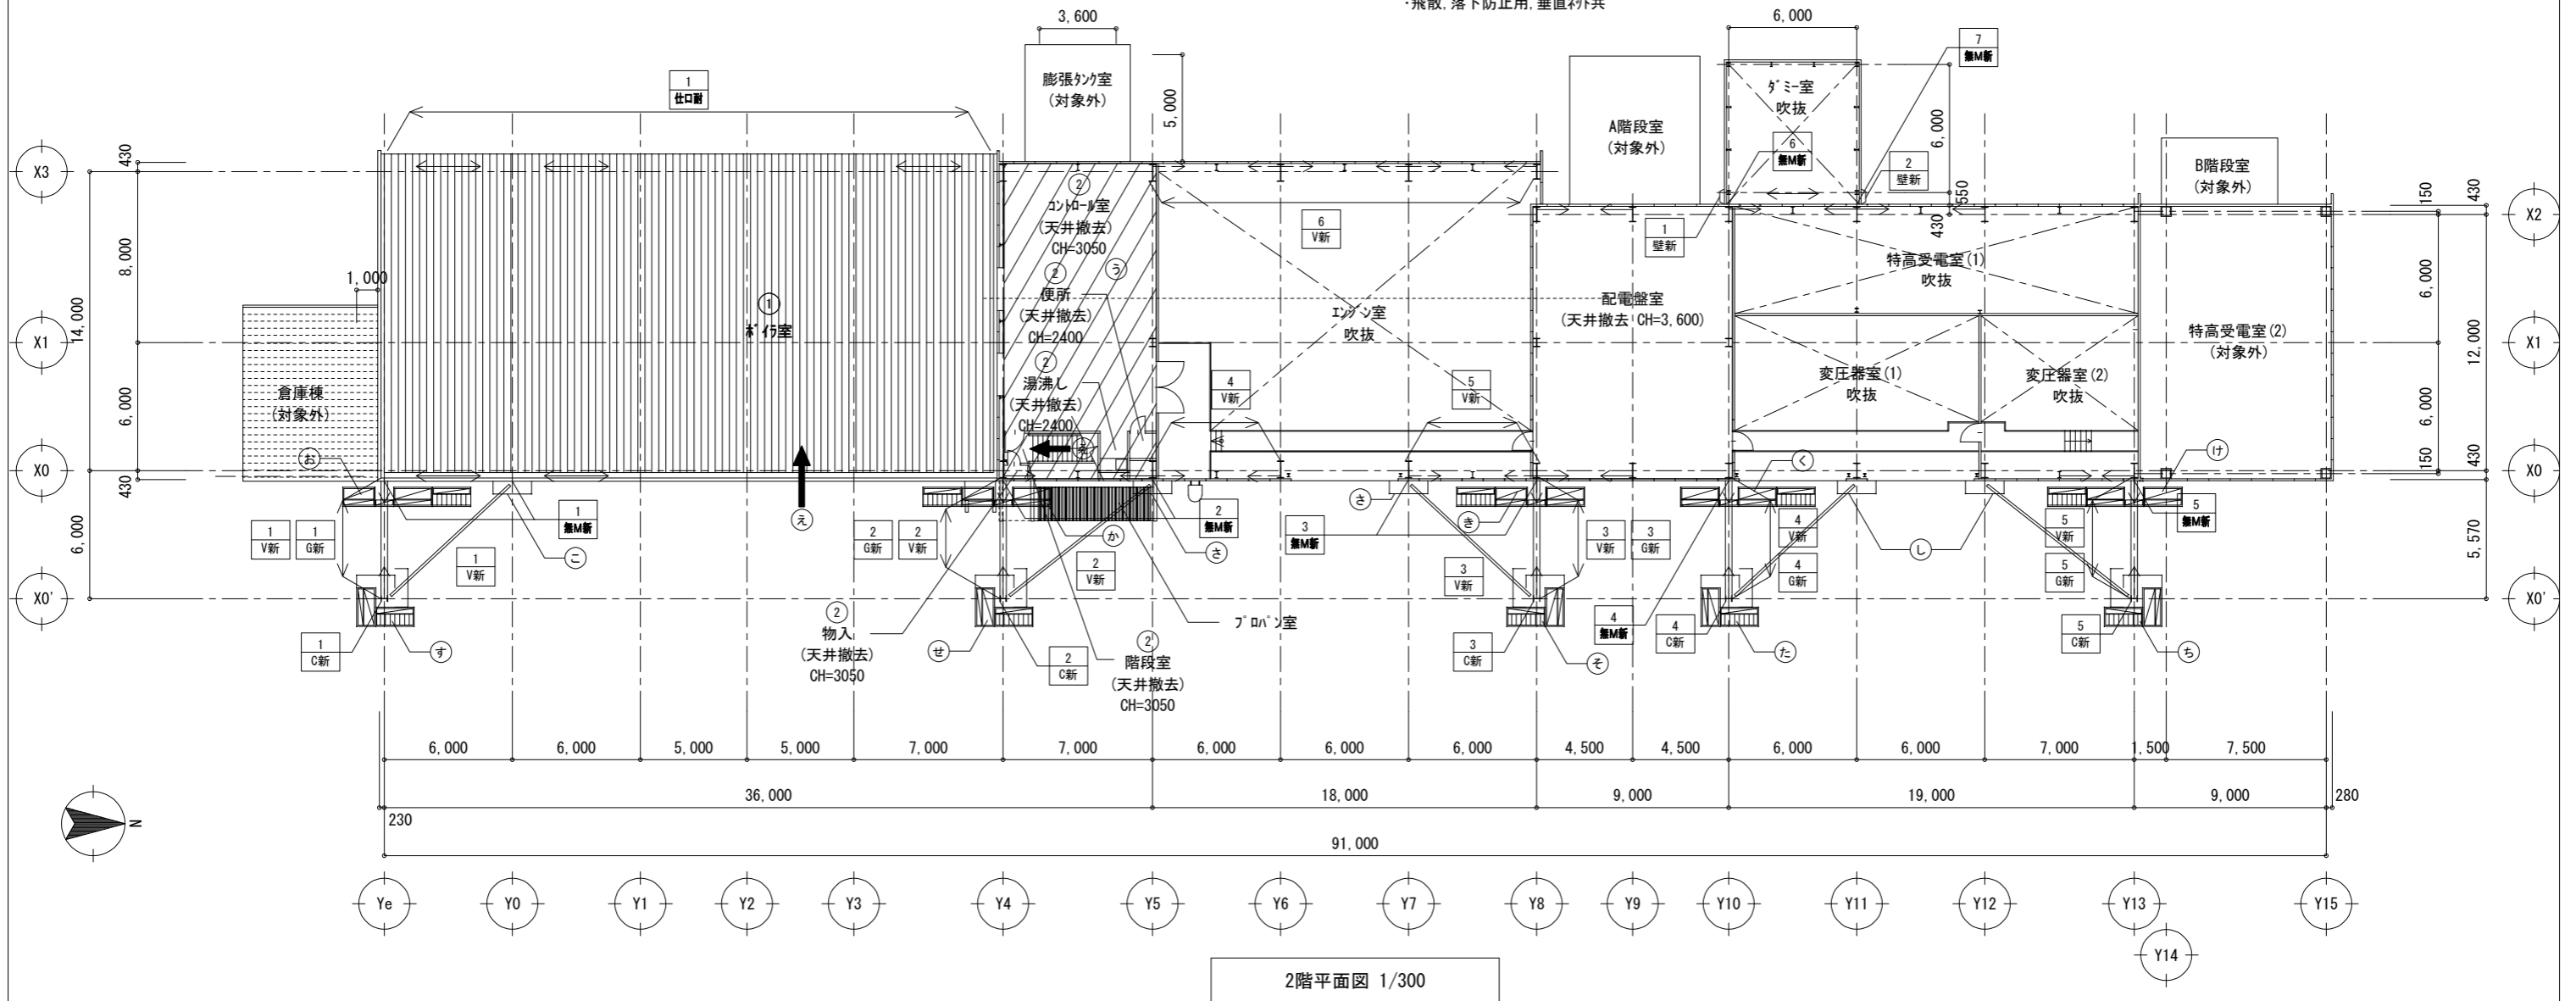 ・飛散,落下防止用,垂直ネット共
3,600
6,000
1
仕口耐
7
無M新
膨張タンク室
(対象外)
5,000
A階段室
(対象外)
ダミー室
吹抜
6
無M新
6,000
2
壁新
B階段室
(対象外)
550
430
150
430
430
X3
X2
8,000
14,000
1,000
②
コントロール室
(天井撤去)
CH=3050
6
V新
1
壁新
②
う
便所
(天井撤去)
CH=2400
①
ボイラ室
エンジン室
吹抜
配電盤室
(天井撤去 CH=3,600)
特高受電室(1)
吹抜
特高受電室(2)
(対象外)
6,000
X1
X1
12,000
②
湯沸し
(天井撤去)
CH=2400
4
V新
5
V新
変圧器室(1)
吹抜
変圧器室(2)
吹抜
倉庫棟
(対象外)
6,000
6,000
お
く
け
X0
X0
430
150
430
え
1
V新
1
G新
1
無M新
1
V新
こ
2
G新
2
V新
か
2
無M新
さ
2
V新
さ
3
無M新
き
3
V新
3
V新
3
G新
4
V新
4
G新
し
5
V新
5
G新
5
無M新
6,000
5,570
X0'
X0'
②
物入
(天井撤去)
CH=3050
プロパン室
②
階段室
(天井撤去)
CH=3050
1
C新
す
せ
2
C新
3
C新
そ
4
無M新
4
C新
た
5
C新
ち
6,000
6,000
5,000
5,000
7,000
7,000
6,000
6,000
6,000
4,500
4,500
6,000
6,000
7,000
1,500
7,500
36,000
18,000
9,000
19,000
9,000
280
230
N
91,000
Ye
Y0
Y1
Y2
Y3
Y4
Y5
Y6
Y7
Y8
Y9
Y10
Y11
Y12
Y13
Y15
Y14
2階平面図 1/300